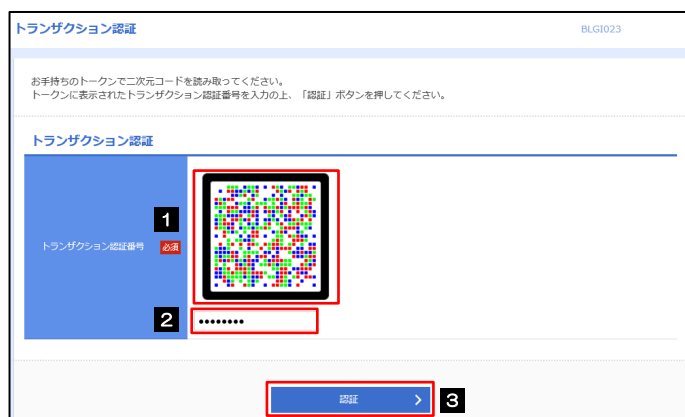 トランザクション認証
BLGI023
お手持ちのトークンで二次元コードを読み取ってください。
トークンに表示されたトランザクション認証番号を入力の上、「認証」ボタンを押してください。
トランザクション認証
1
トランザクション認証番号 必須
2
••••••••
認証
3